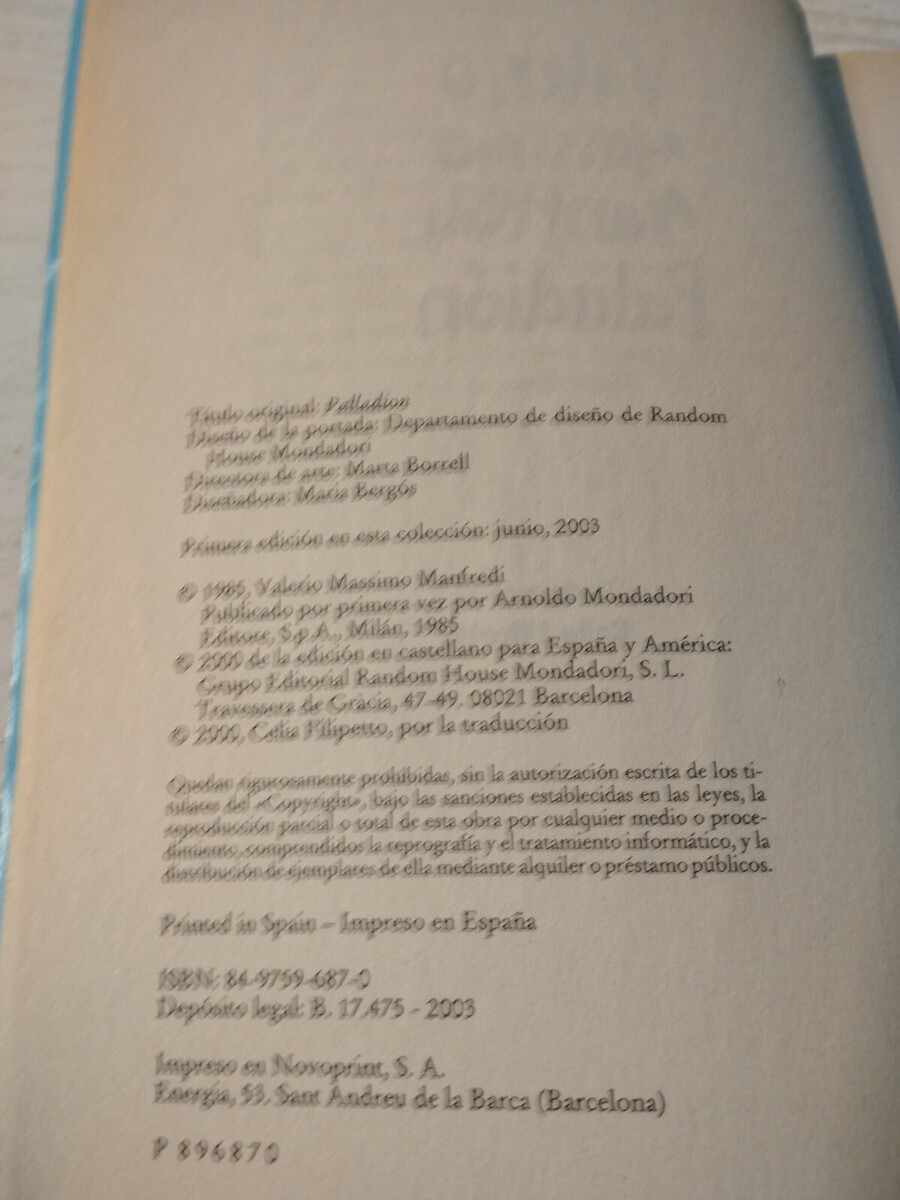 Título original: Palladion
Diseño de la portada: Departamento de diseño de Random
House Mondadori
Directora de arte: Marta Borrell
Diseñadora: Maria Bergós
Primera edición en esta colección: junio, 2003
© 1985, Valerio Massimo Manfredi
Publicado por primera vez por Arnoldo Mondadori
Editore, S.p.A., Milán, 1985
© 2000 de la edición en castellano para España y América:
Grupo Editorial Random House Mondadori, S. L.
Travessera de Gràcia, 47-49. 08021 Barcelona
© 2000, Celia Filipetto, por la traducción
Quedan rigurosamente prohibidas, sin la autorización escrita de los ti-
tulares del «Copyright», bajo las sanciones establecidas en las leyes, la
reproducción parcial o total de esta obra por cualquier medio o proce-
dimiento, comprendidos la reprografía y el tratamiento informático, y la
distribución de ejemplares de ella mediante alquiler o préstamo públicos.
Printed in Spain – Impreso en España
ISBN: 84-9759-687-0
Depósito legal: B. 17.475 - 2003
Impreso en Novoprint, S. A.
Energía, 53. Sant Andreu de la Barca (Barcelona)
P 896870